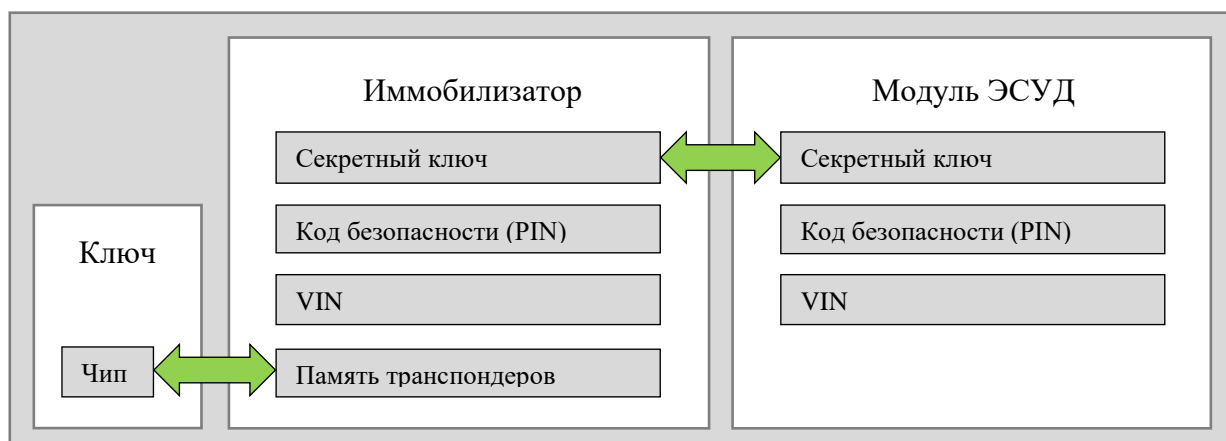 Иммобилизатор
Модуль ЭСУД
Секретный ключ
Секретный ключ
Код безопасности (PIN)
Код безопасности (PIN)
Ключ
VIN
VIN
Чип
Память транспондеров